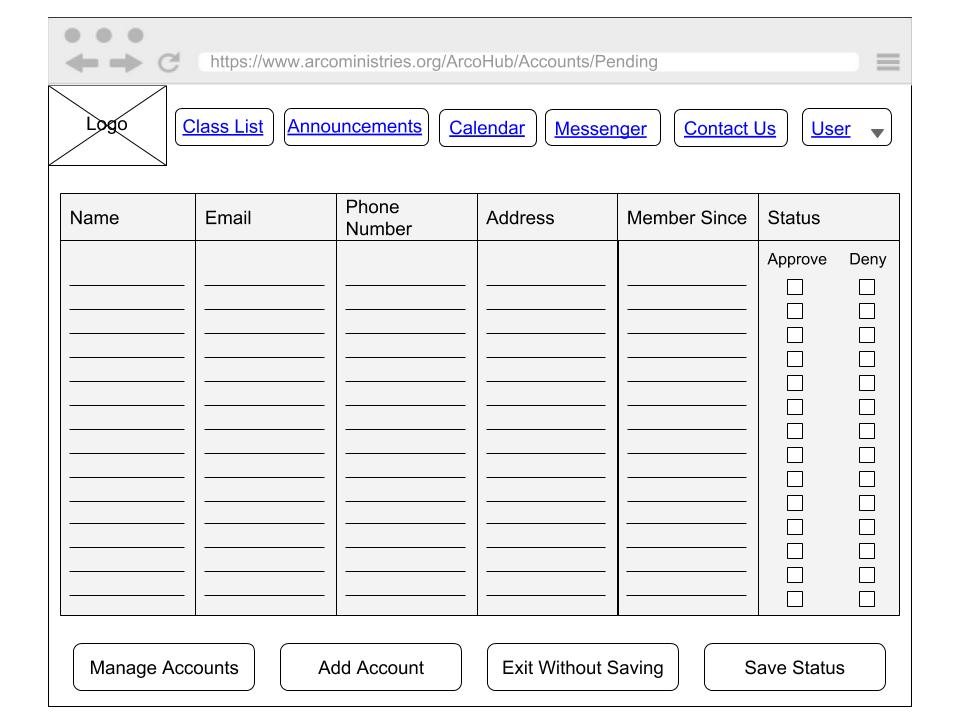 https://www.arcoministries.org/ArcoHub/Accounts/Pending
Logo
Class List
Announcements
Calendar
Messenger
Contact Us
User
Name
Email
Phone
Number
Address
Member Since
Status
Approve
Deny
Manage Accounts
Add Account
Exit Without Saving
Save Status